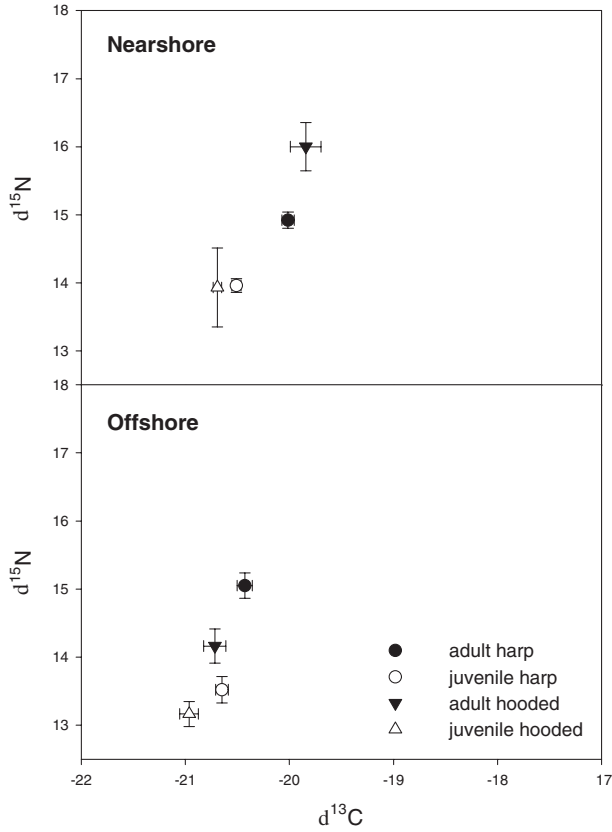 18
Nearshore
17
16
d15N
15
14
13
18
Offshore
17
16
d15N
15
14
13
adult harp
juvenile harp
adult hooded
juvenile hooded
-22 -21 -20 -19 -18 17
d13C